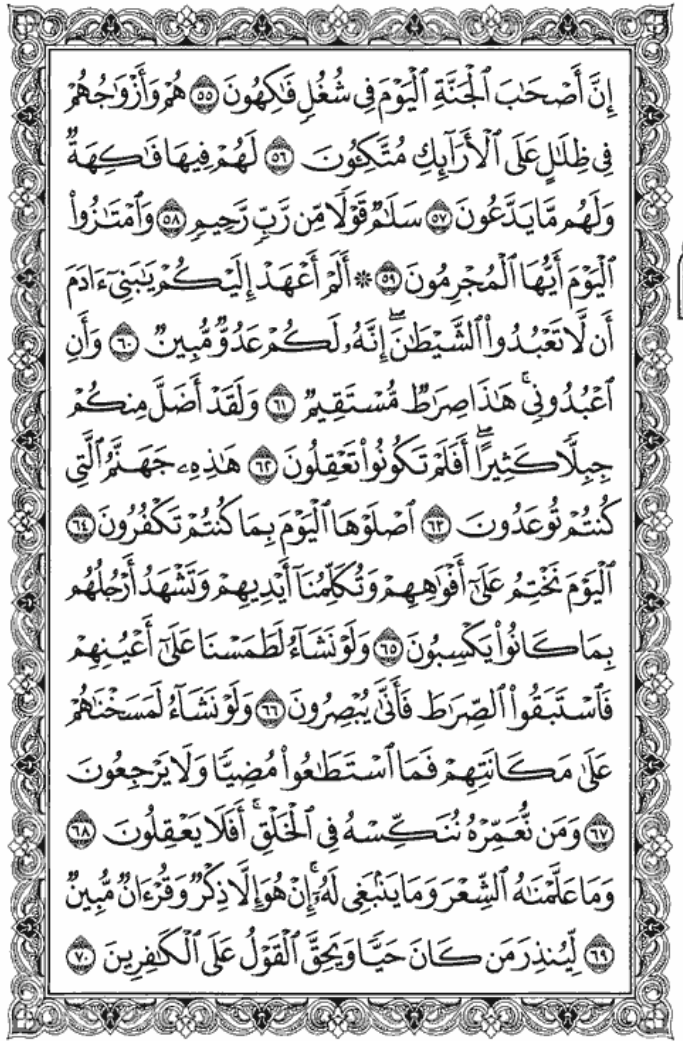 إِنَّ أَصْحَٰبَ ٱلْجَنَّةِ ٱلْيَوْمَ فِى شُغُلٍ فَٰكِهُونَ ٥٥ هُمْ وَأَزْوَٰجُهُمْ
فِى ظِلَٰلٍ عَلَى ٱلْأَرَآئِكِ مُتَّكِـُٔونَ ٥٦ لَهُمْ فِيهَا فَٰكِهَةٌ
وَلَهُم مَّا يَدَّعُونَ ٥٧ سَلَٰمٌ قَوْلًا مِّن رَّبٍّ رَّحِيمٍ ٥٨ وَٱمْتَٰزُوا۟
ٱلْيَوْمَ أَيُّهَا ٱلْمُجْرِمُونَ ٥٩ ۞ أَلَمْ أَعْهَدْ إِلَيْكُمْ يَٰبَنِىٓ ءَادَمَ
أَن لَّا تَعْبُدُوا۟ ٱلشَّيْطَٰنَ ۖ إِنَّهُۥ لَكُمْ عَدُوٌّ مُّبِينٌ ٦٠ وَأَنِ
ٱعْبُدُونِى ۚ هَٰذَا صِرَٰطٌ مُّسْتَقِيمٌ ٦١ وَلَقَدْ أَضَلَّ مِنكُمْ
جِبِلًّا كَثِيرًا ۖ أَفَلَمْ تَكُونُوا۟ تَعْقِلُونَ ٦٢ هَٰذِهِۦ جَهَنَّمُ ٱلَّتِى
كُنتُمْ تُوعَدُونَ ٦٣ ٱصْلَوْهَا ٱلْيَوْمَ بِمَا كُنتُمْ تَكْفُرُونَ ٦٤
ٱلْيَوْمَ نَخْتِمُ عَلَىٰٓ أَفْوَٰهِهِمْ وَتُكَلِّمُنَآ أَيْدِيهِمْ وَتَشْهَدُ أَرْجُلُهُم
بِمَا كَانُوا۟ يَكْسِبُونَ ٦٥ وَلَوْ نَشَآءُ لَطَمَسْنَا عَلَىٰٓ أَعْيُنِهِمْ
فَٱسْتَبَقُوا۟ ٱلصِّرَٰطَ فَأَنَّىٰ يُبْصِرُونَ ٦٦ وَلَوْ نَشَآءُ لَمَسَخْنَٰهُمْ
عَلَىٰ مَكَانَتِهِمْ فَمَا ٱسْتَطَٰعُوا۟ مُضِيًّا وَلَا يَرْجِعُونَ
٦٧ وَمَن نُّعَمِّرْهُ نُنَكِّسْهُ فِى ٱلْخَلْقِ ۖ أَفَلَا يَعْقِلُونَ ٦٨
وَمَا عَلَّمْنَٰهُ ٱلشِّعْرَ وَمَا يَنۢبَغِى لَهُۥٓ ۚ إِنْ هُوَ إِلَّا ذِكْرٌ وَقُرْءَانٌ مُّبِينٌ
٦٩ لِّيُنذِرَ مَن كَانَ حَيًّا وَيَحِقَّ ٱلْقَوْلُ عَلَى ٱلْكَٰفِرِينَ ٧٠